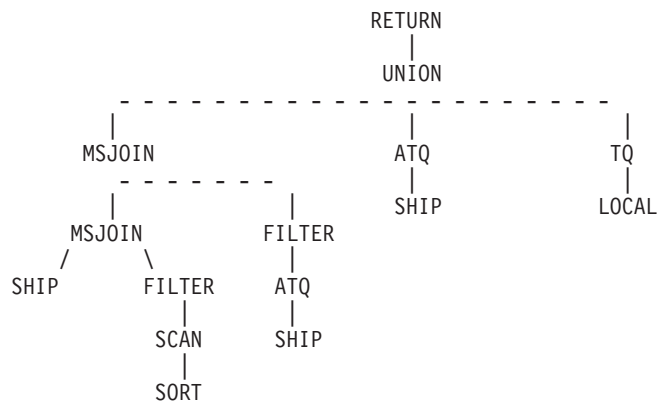 RETURN
UNION
MSJOIN ATQ TQ
SHIP LOCAL
MSJOIN FILTER
SHIP FILTER ATQ
SCAN SHIP
SORT